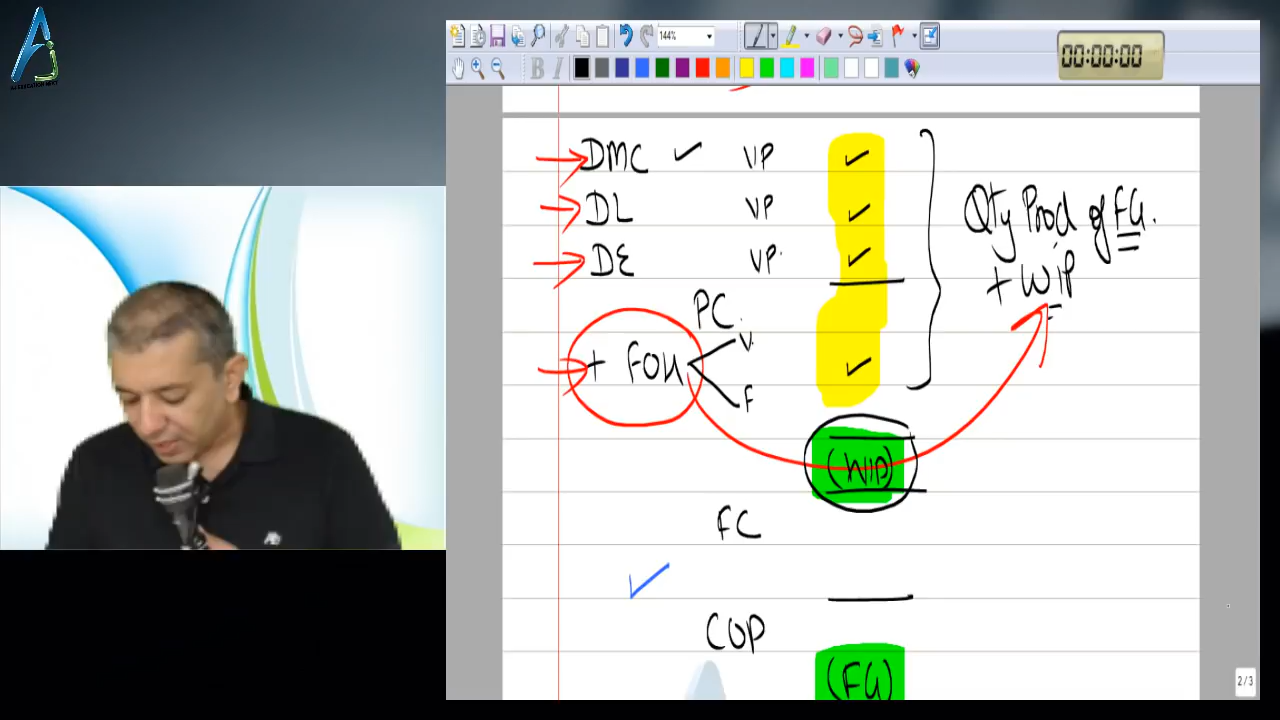 144%
00:00:00
DMC ✓ VP ✓
DL VP ✓
DE VP ✓
Qty Prod of FG.
+ WIP
PC
+ FOH V. ✓
F
(WIP)
FC
✓
COP
(FG)
2/3